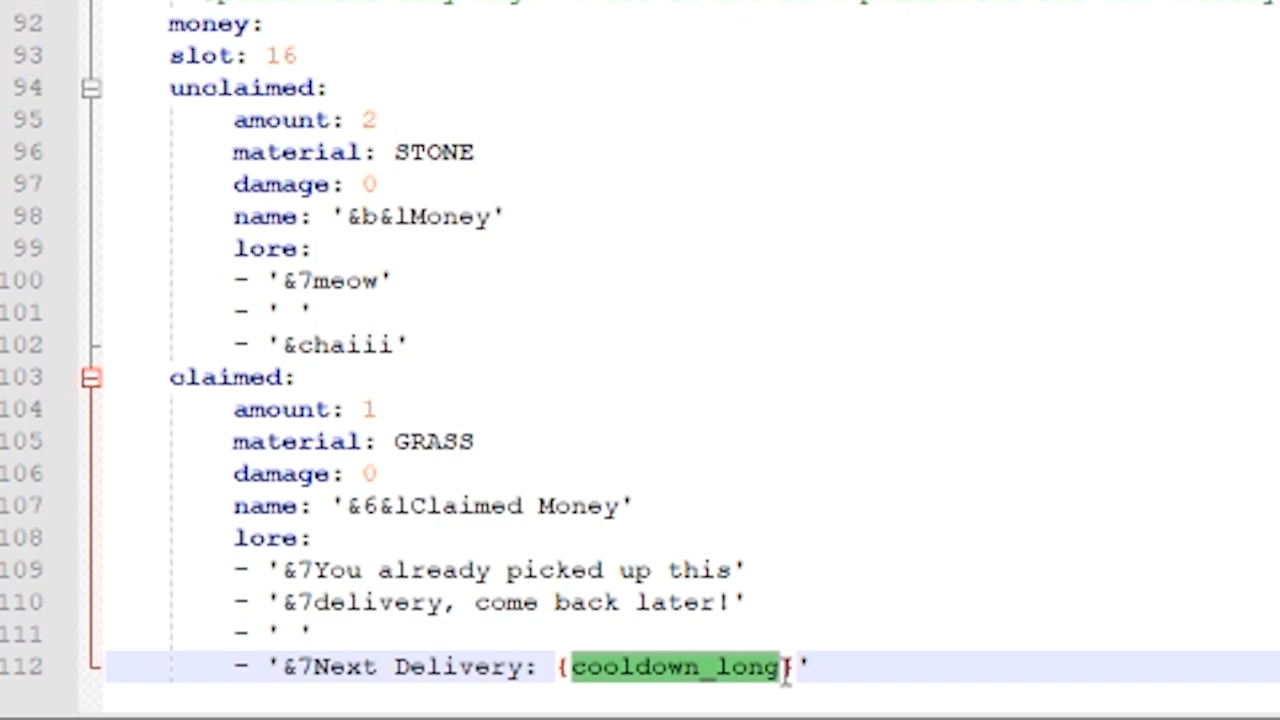 92 money:
93 slot: 16
94 unclaimed:
95 amount: 2
96 material: STONE
97 damage: 0
98 name: '&b&lMoney'
99 lore:
100 - '&7meow'
101 - ' '
102 - '&chaiii'
103 claimed:
104 amount: 1
105 material: GRASS
106 damage: 0
107 name: '&6&lClaimed Money'
108 lore:
109 - '&7You already picked up this'
110 - '&7delivery, come back later!'
111 - ' '
112 - '&7Next Delivery: {cooldown_long}'